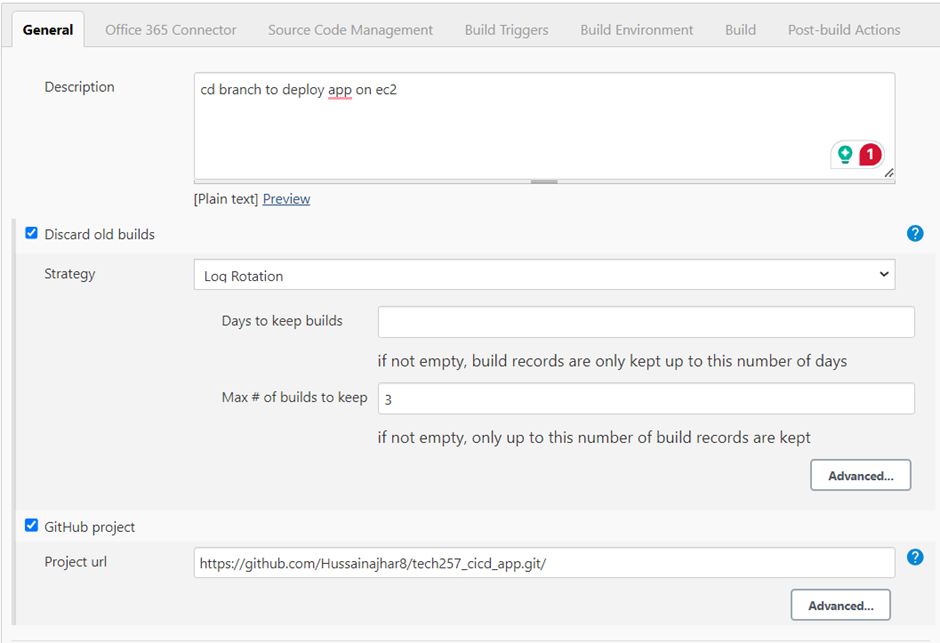 General Office 365 Connector Source Code Management Build Triggers Build Environment Build Post-build Actions
Description
cd branch to deploy app on ec2
1
[Plain text] Preview
Discard old builds
?
Strategy
Log Rotation
Days to keep builds
if not empty, build records are only kept up to this number of days
Max # of builds to keep
3
if not empty, only up to this number of build records are kept
Advanced...
GitHub project
Project url
https://github.com/Hussainajhar8/tech257_cicd_app.git/
?
Advanced...